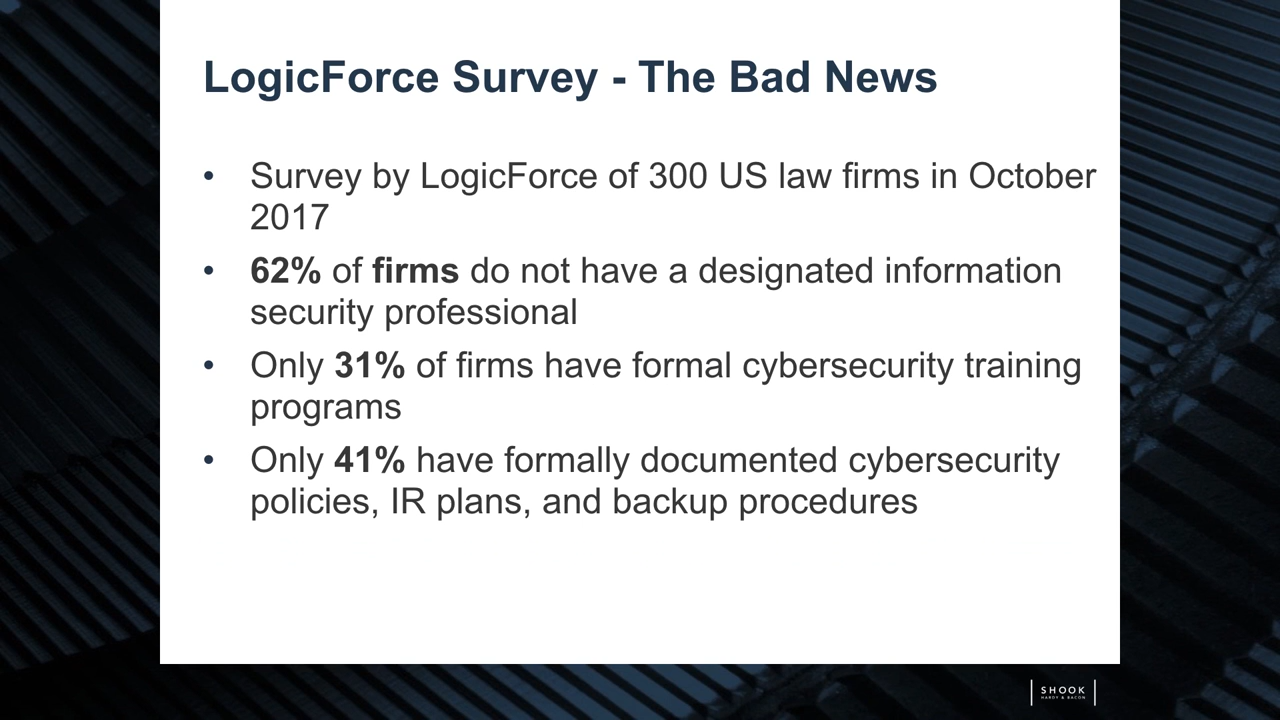 LogicForce Survey - The Bad News
• Survey by LogicForce of 300 US law firms in October
2017
• 62% of firms do not have a designated information
security professional
• Only 31% of firms have formal cybersecurity training
programs
• Only 41% have formally documented cybersecurity
policies, IR plans, and backup procedures
SHOOK
HARDY & BACON